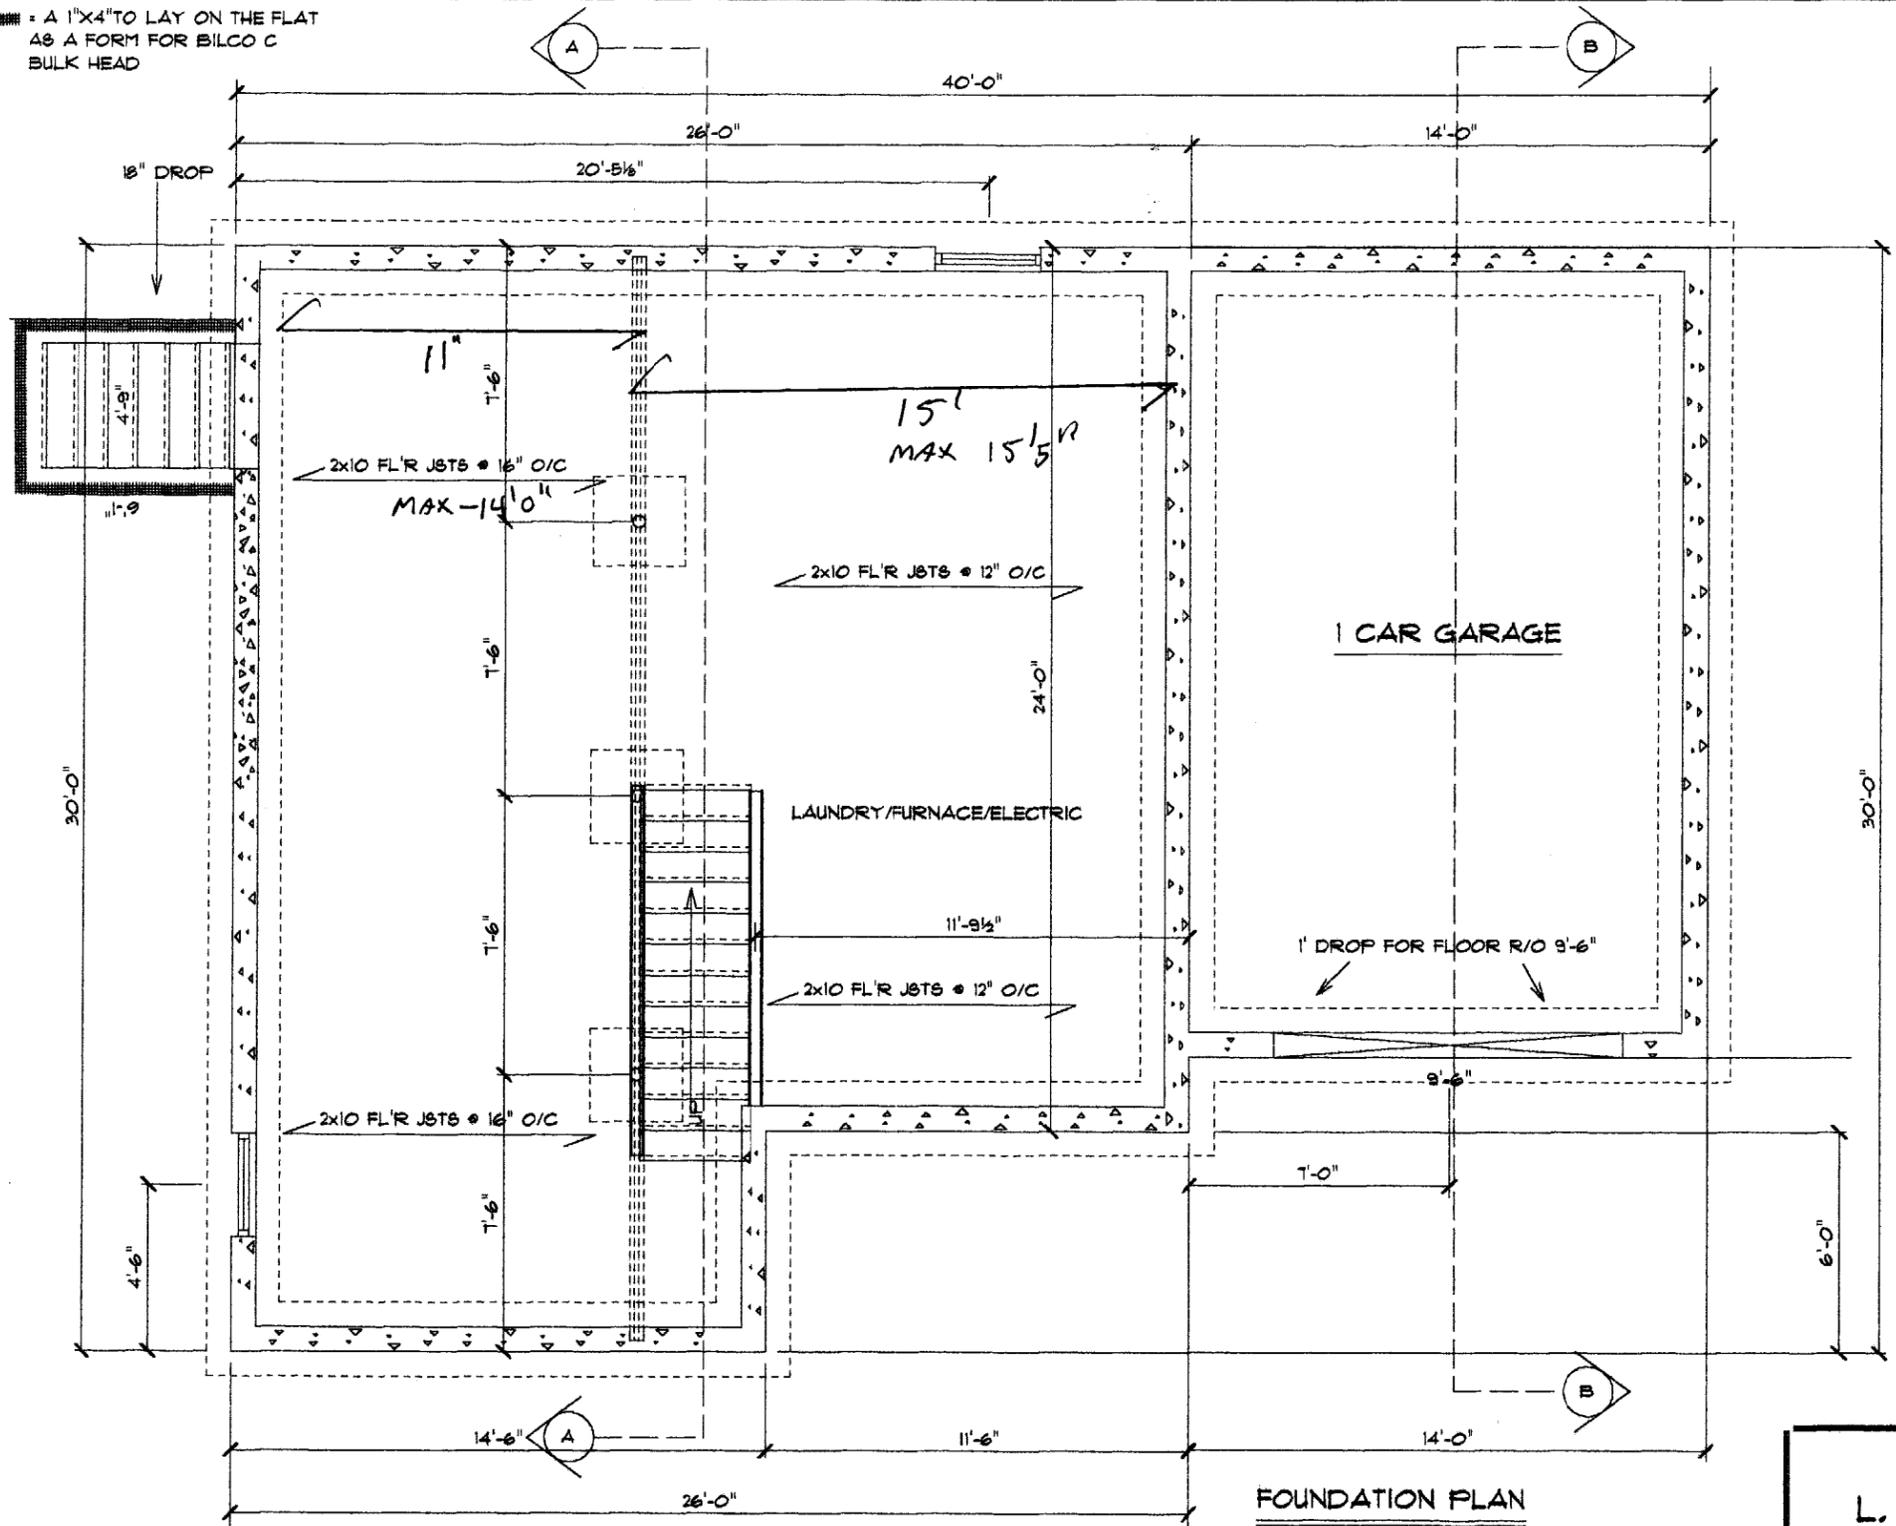 = A 1"X4" TO LAY ON THE FLAT
AS A FORM FOR BILCO C
BULK HEAD
A
B
40'-0"
26'-0"
14'-0"
20'-5½"
18" DROP
11"
7'-6"
15'
MAX 15'5"
4'-9"
2x10 FL'R JSTS @ 16" O/C
MAX-14'0"
6'-1"
2x10 FL'R JSTS @ 12" O/C
1 CAR GARAGE
7'-6"
24'-0"
30'-0"
30'-0"
LAUNDRY/FURNACE/ELECTRIC
7'-6"
11'-9½"
1' DROP FOR FLOOR R/O 9'-6"
2x10 FL'R JSTS @ 12" O/C
9'-6"
2x10 FL'R JSTS @ 16" O/C
UP
7'-0"
7'-6"
4'-6"
6'-0"
B
14'-6"
A
11'-6"
14'-0"
26'-0"
FOUNDATION PLAN
L.